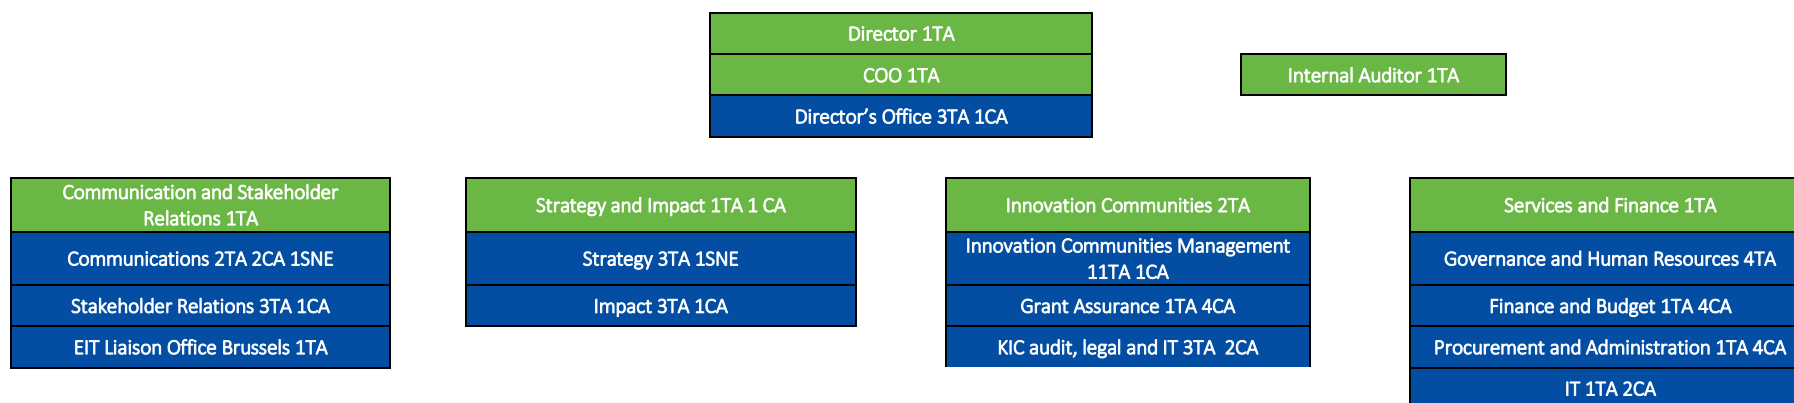 Director 1TA
COO 1TA
Director’s Office 3TA 1CA
Internal Auditor 1TA
Communication and Stakeholder
Relations 1TA
Communications 2TA 2CA 1SNE
Stakeholder Relations 3TA 1CA
EIT Liaison Office Brussels 1TA
Strategy and Impact 1TA 1 CA
Strategy 3TA 1SNE
Impact 3TA 1CA
Innovation Communities 2TA
Innovation Communities Management
11TA 1CA
Grant Assurance 1TA 4CA
KIC audit, legal and IT 3TA  2CA
Services and Finance 1TA
Governance and Human Resources 4TA
Finance and Budget 1TA 4CA
Procurement and Administration 1TA 4CA
IT 1TA 2CA